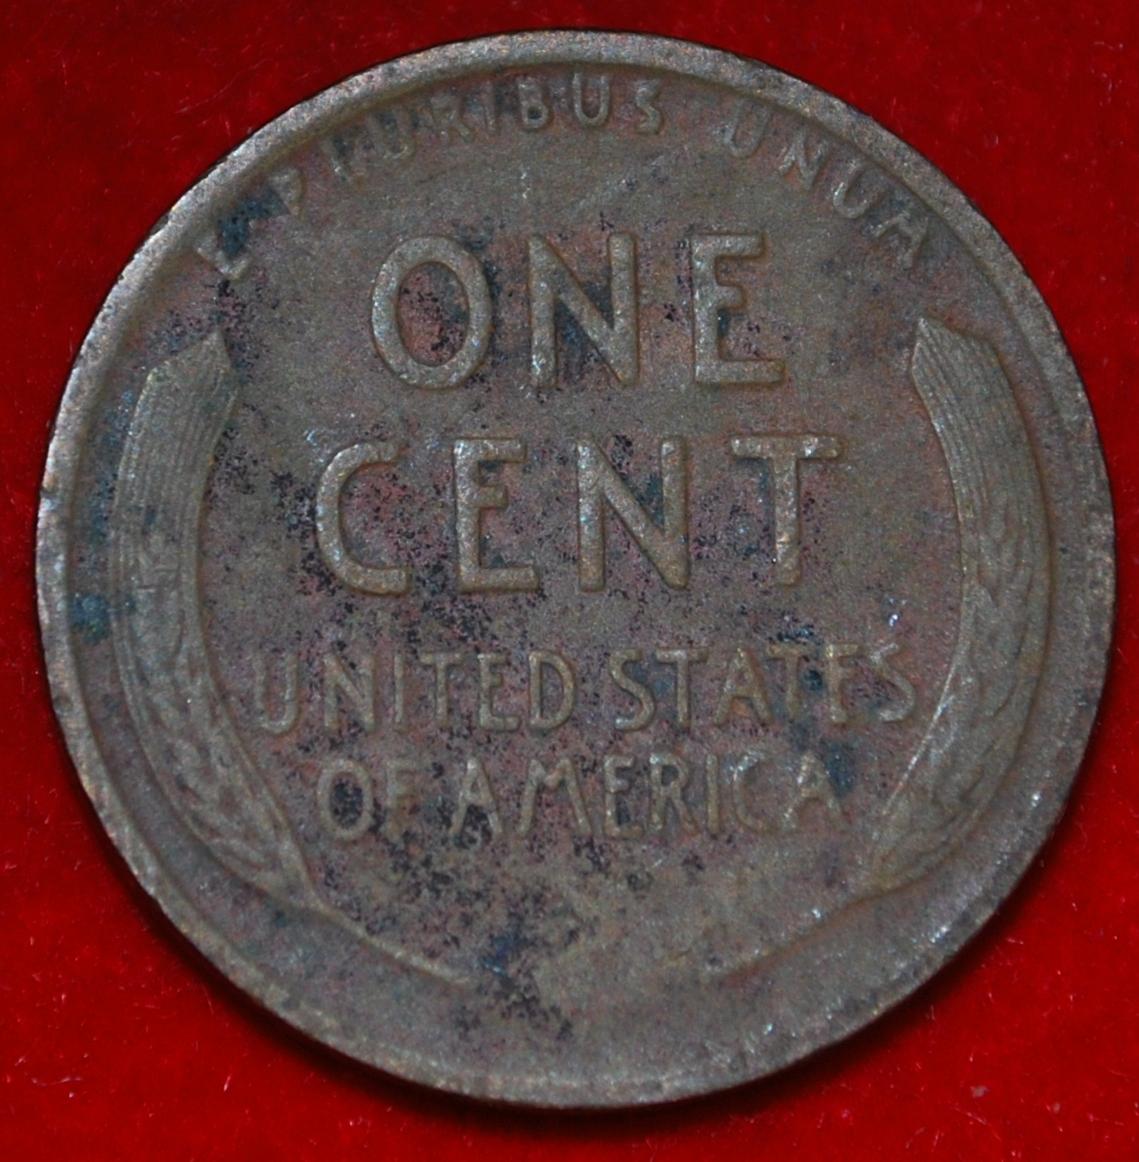 E PLURIBUS UNUM
ONE
CENT
UNITED STATES
OF AMERICA